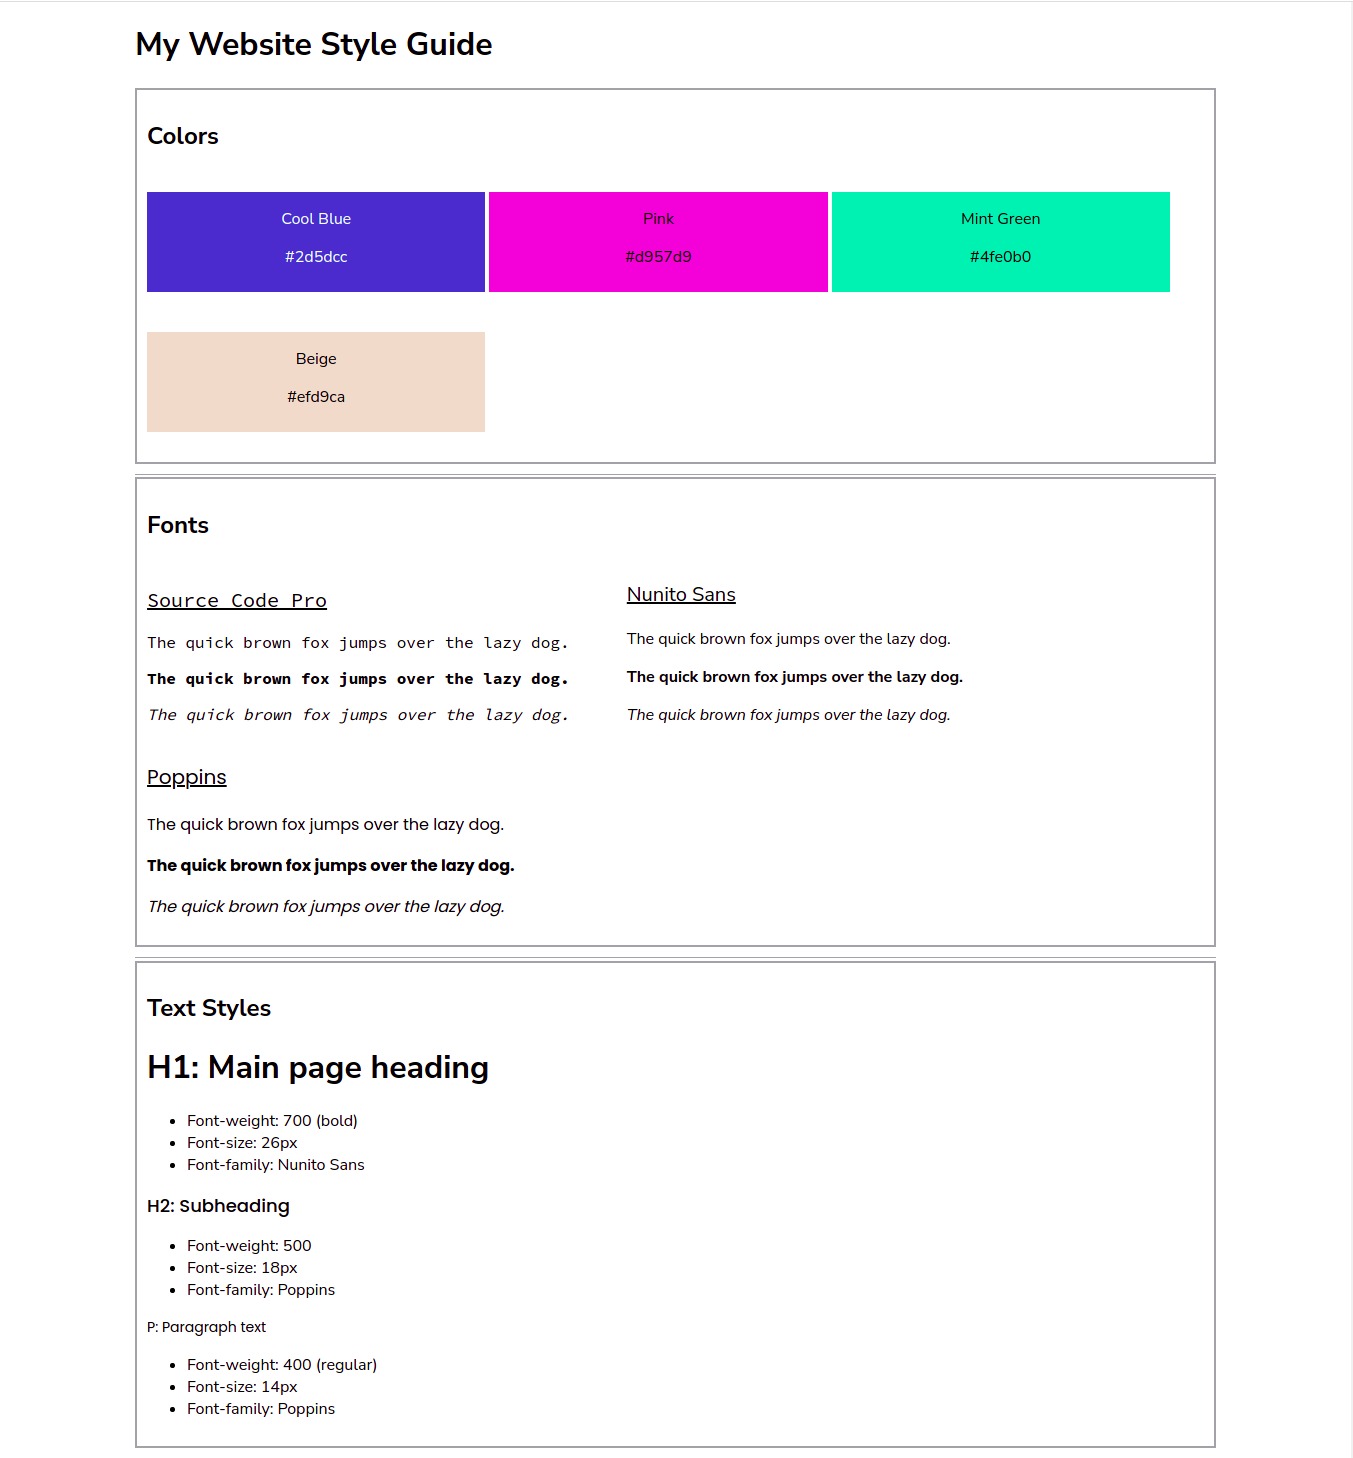 My Website Style Guide
Colors
Cool Blue
#2d5dcc
Pink
#d957d9
Mint Green
#4fe0b0
Beige
#efd9ca
Fonts
Source Code Pro
The quick brown fox jumps over the lazy dog.
The quick brown fox jumps over the lazy dog.
The quick brown fox jumps over the lazy dog.
Nunito Sans
The quick brown fox jumps over the lazy dog.
The quick brown fox jumps over the lazy dog.
The quick brown fox jumps over the lazy dog.
Poppins
The quick brown fox jumps over the lazy dog.
The quick brown fox jumps over the lazy dog.
The quick brown fox jumps over the lazy dog.
Text Styles
H1: Main page heading
• Font-weight: 700 (bold)
• Font-size: 26px
• Font-family: Nunito Sans
H2: Subheading
• Font-weight: 500
• Font-size: 18px
• Font-family: Poppins
P: Paragraph text
• Font-weight: 400 (regular)
• Font-size: 14px
• Font-family: Poppins